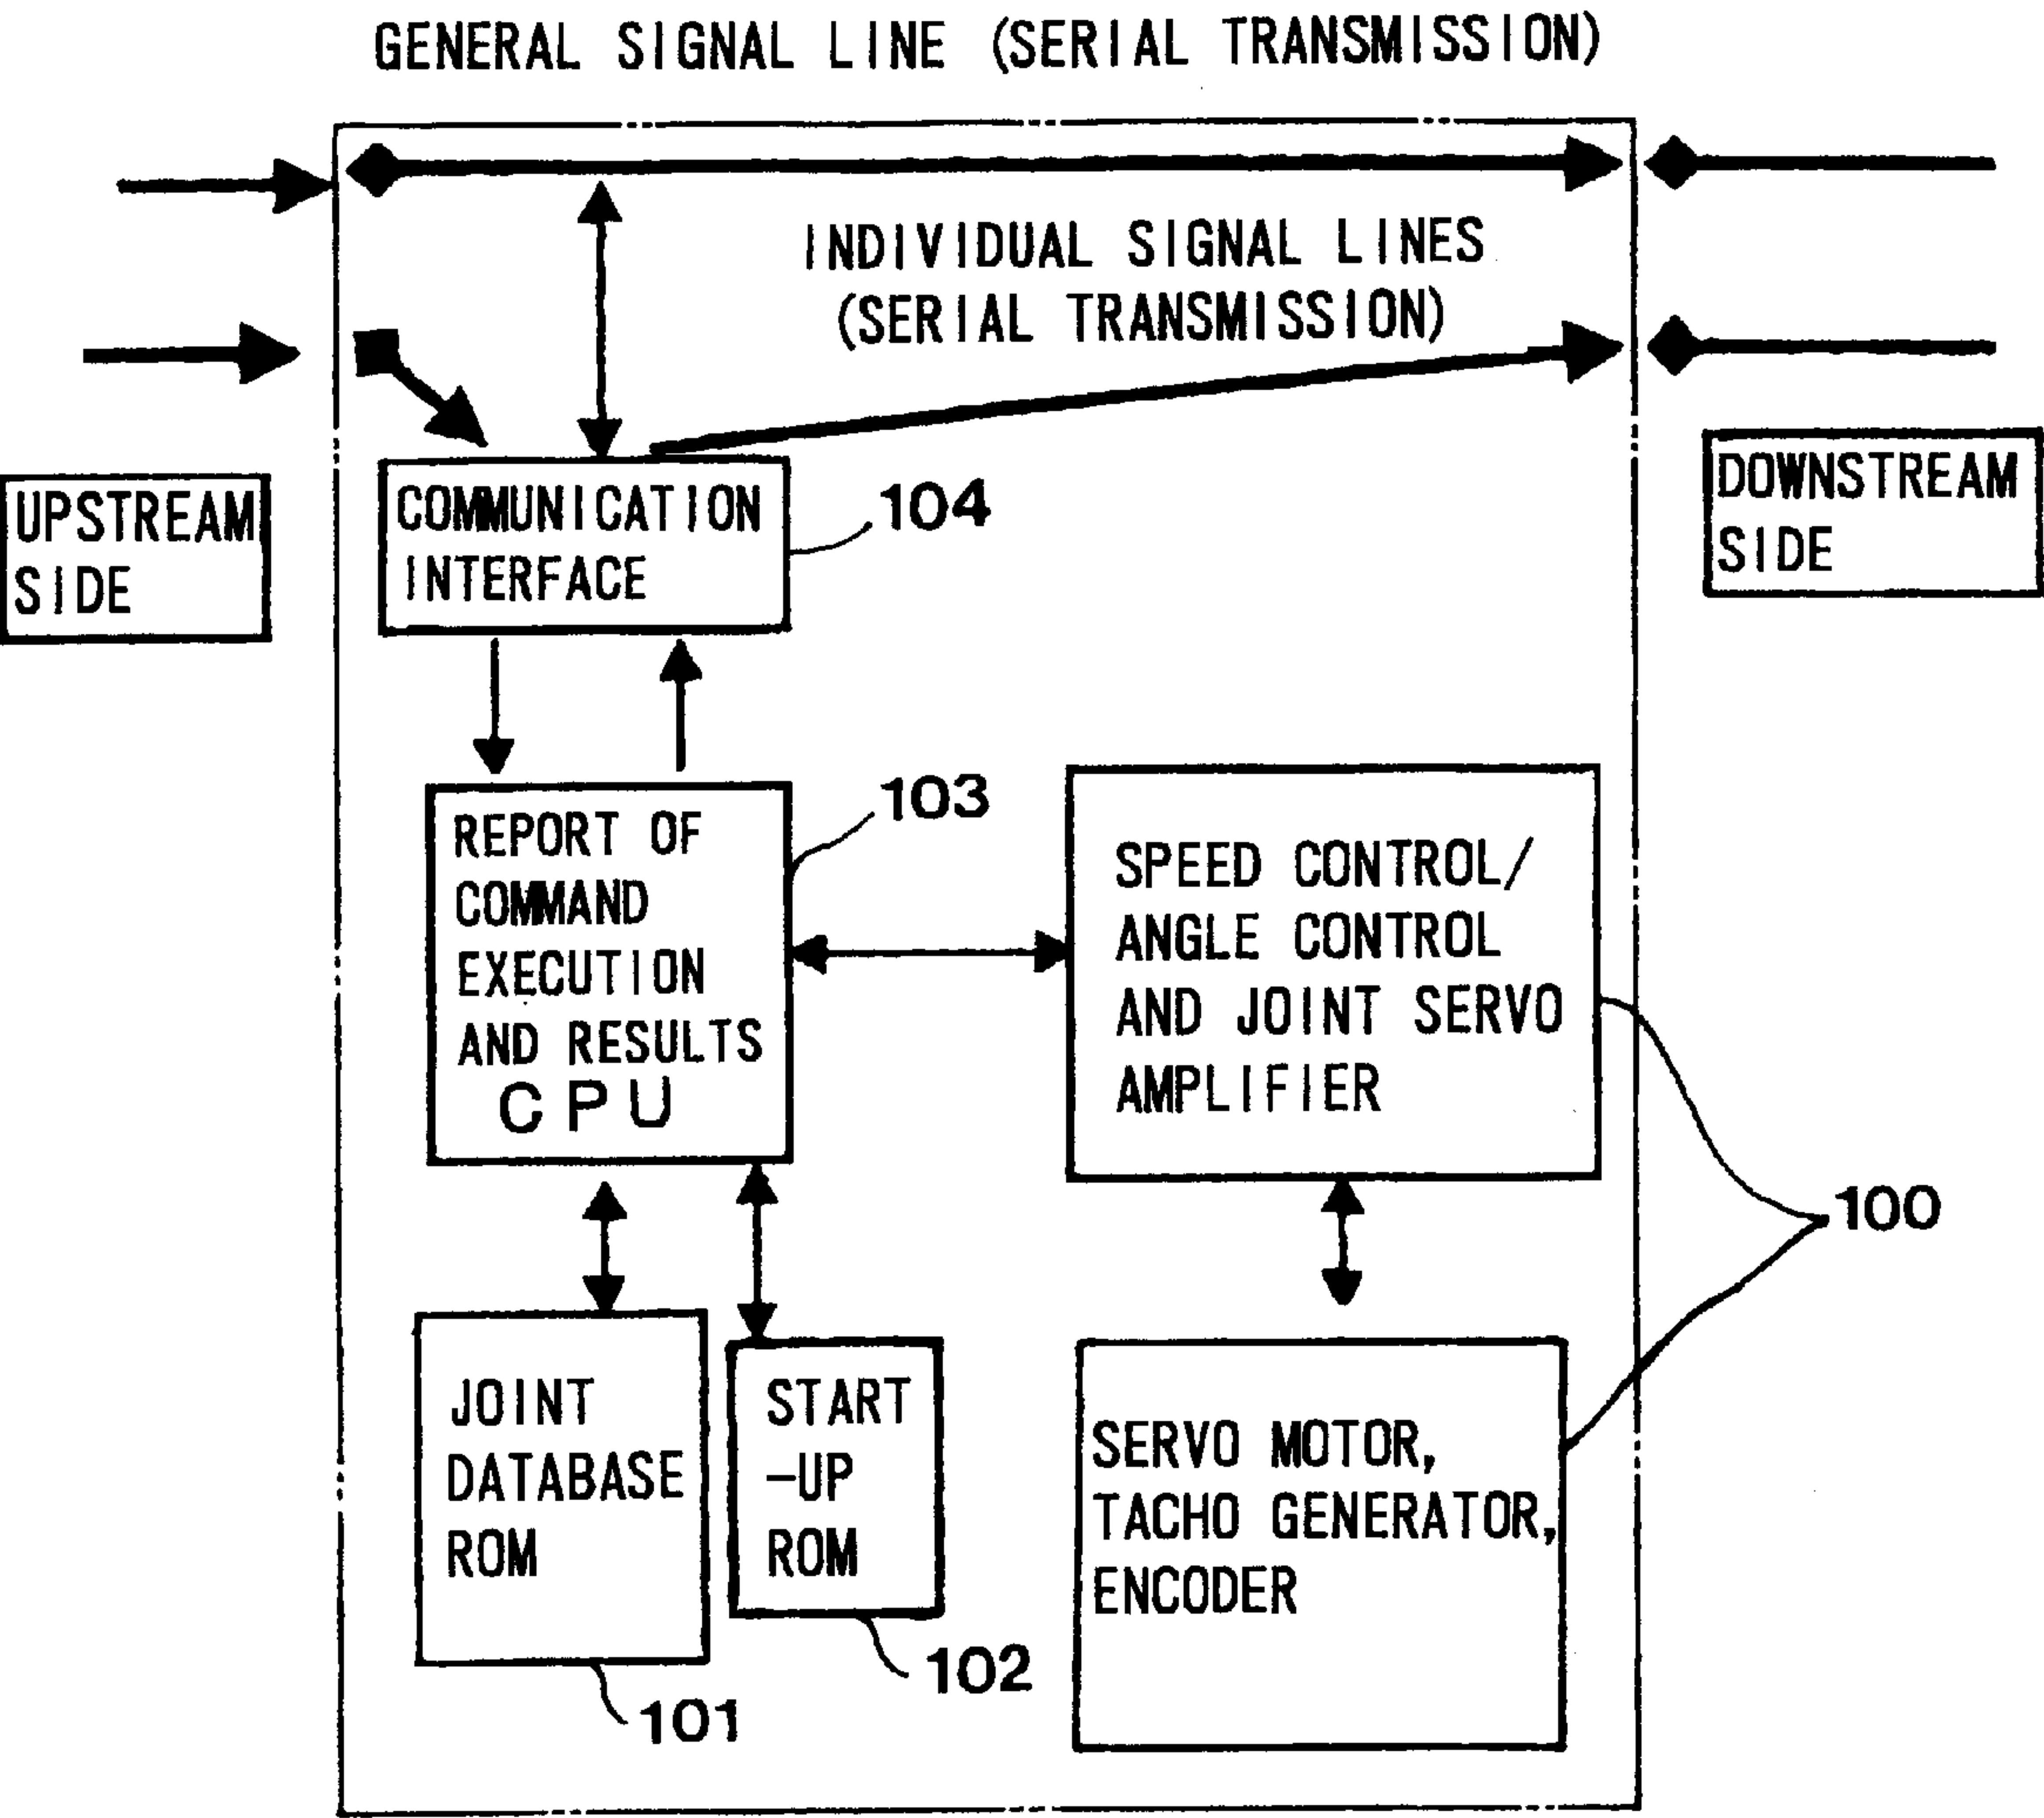 GENERAL SIGNAL LINE (SERIAL TRANSMISSION)
INDIVIDUAL SIGNAL LINES
(SERIAL TRANSMISSION)
UPSTREAM
SIDE
COMMUNICATION
INTERFACE
104
DOWNSTREAM
SIDE
REPORT OF
COMMAND
EXECUTION
AND RESULTS
CPU
103
SPEED CONTROL/
ANGLE CONTROL
AND JOINT SERVO
AMPLIFIER
100
JOINT
DATABASE
ROM
101
START
-UP
ROM
102
SERVO MOTOR,
TACHO GENERATOR,
ENCODER